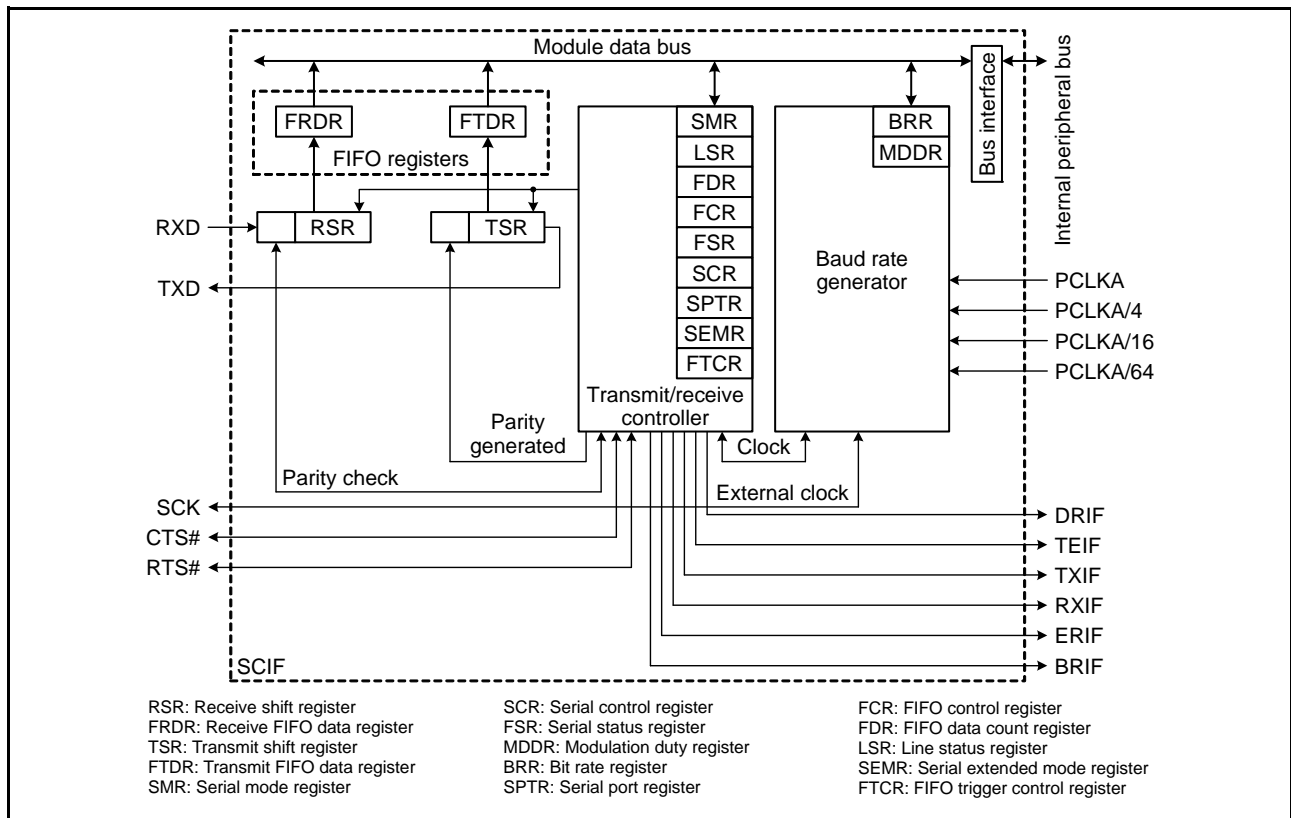 Module data bus
Bus interface
Internal peripheral bus
FRDR
FTDR
FIFO registers
SMR
LSR
FDR
FCR
FSR
SCR
SPTR
SEMR
FTCR
Transmit/receive
controller
BRR
MDDR
Baud rate
generator
RXD
RSR
TSR
TXD
PCLKA
PCLKA/4
PCLKA/16
PCLKA/64
Parity
generated
Clock
Parity check
External clock
SCK
CTS#
RTS#
DRIF
TEIF
TXIF
RXIF
ERIF
BRIF
SCIF
RSR: Receive shift register
FRDR: Receive FIFO data register
TSR: Transmit shift register
FTDR: Transmit FIFO data register
SMR: Serial mode register
SCR: Serial control register
FSR: Serial status register
MDDR: Modulation duty register
BRR: Bit rate register
SPTR: Serial port register
FCR: FIFO control register
FDR: FIFO data count register
LSR: Line status register
SEMR: Serial extended mode register
FTCR: FIFO trigger control register